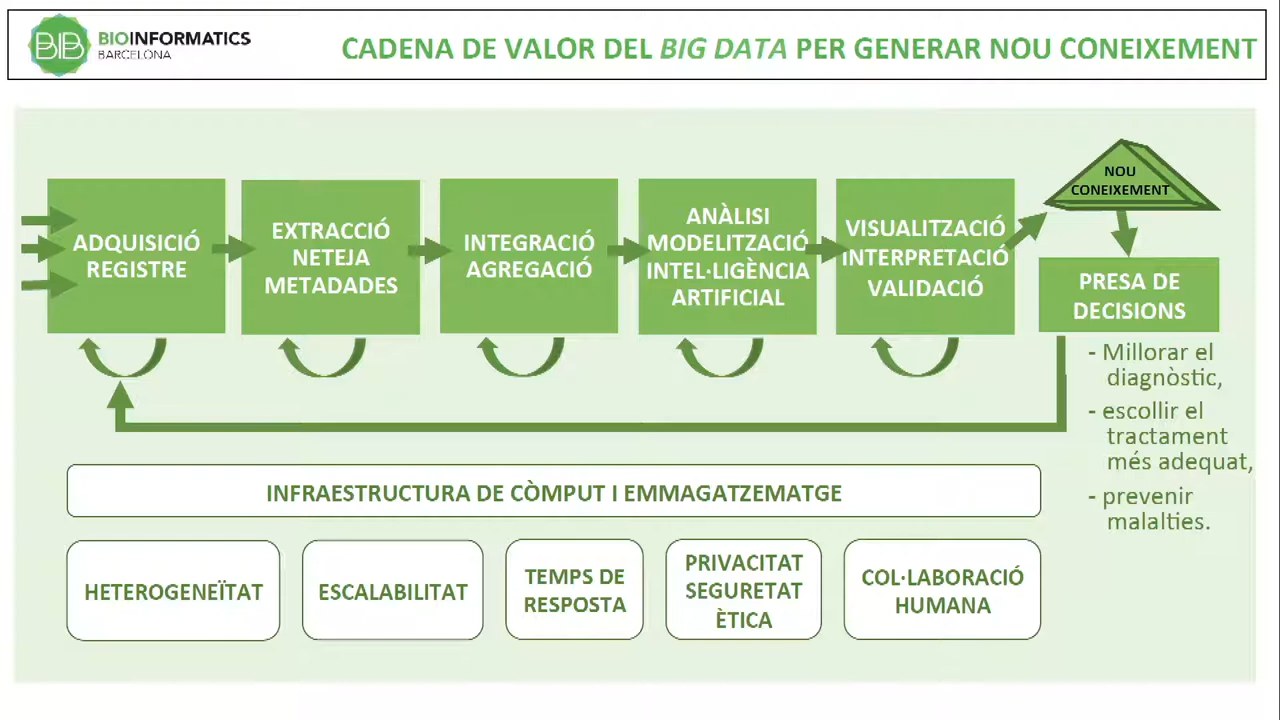 BIB
BIOINFORMATICS
BARCELONA
CADENA DE VALOR DEL BIG DATA PER GENERAR NOU CONEIXEMENT
ADQUISICIÓ
REGISTRE
EXTRACCIÓ
NETEJA
METADADES
INTEGRACIÓ
AGREGACIÓ
ANÀLISI
MODELITZACIÓ
INTEL·LIGÈNCIA
ARTIFICIAL
VISUALITZACIÓ
INTERPRETACIÓ
VALIDACIÓ
NOU
CONEIXEMENT
PRESA DE
DECISIONS
- Millorar el
diagnòstic,
- escollir el
tractament
més adequat,
- prevenir
malalties.
INFRAESTRUCTURA DE CÒMPUT I EMMAGATZEMATGE
HETEROGENEÏTAT
ESCALABILITAT
TEMPS DE
RESPOSTA
PRIVACITAT
SEGURETAT
ÈTICA
COL·LABORACIÓ
HUMANA